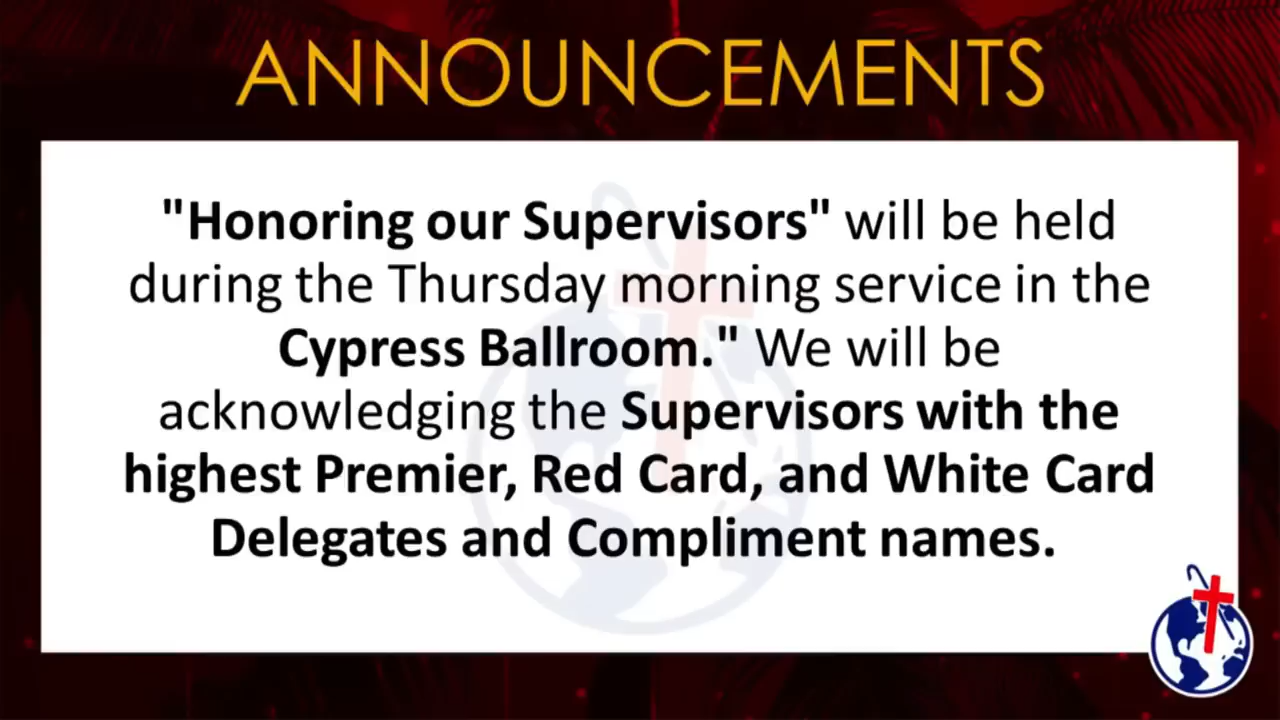 ANNOUNCEMENTS
"Honoring our Supervisors" will be held
during the Thursday morning service in the
Cypress Ballroom." We will be
acknowledging the Supervisors with the
highest Premier, Red Card, and White Card
Delegates and Compliment names.